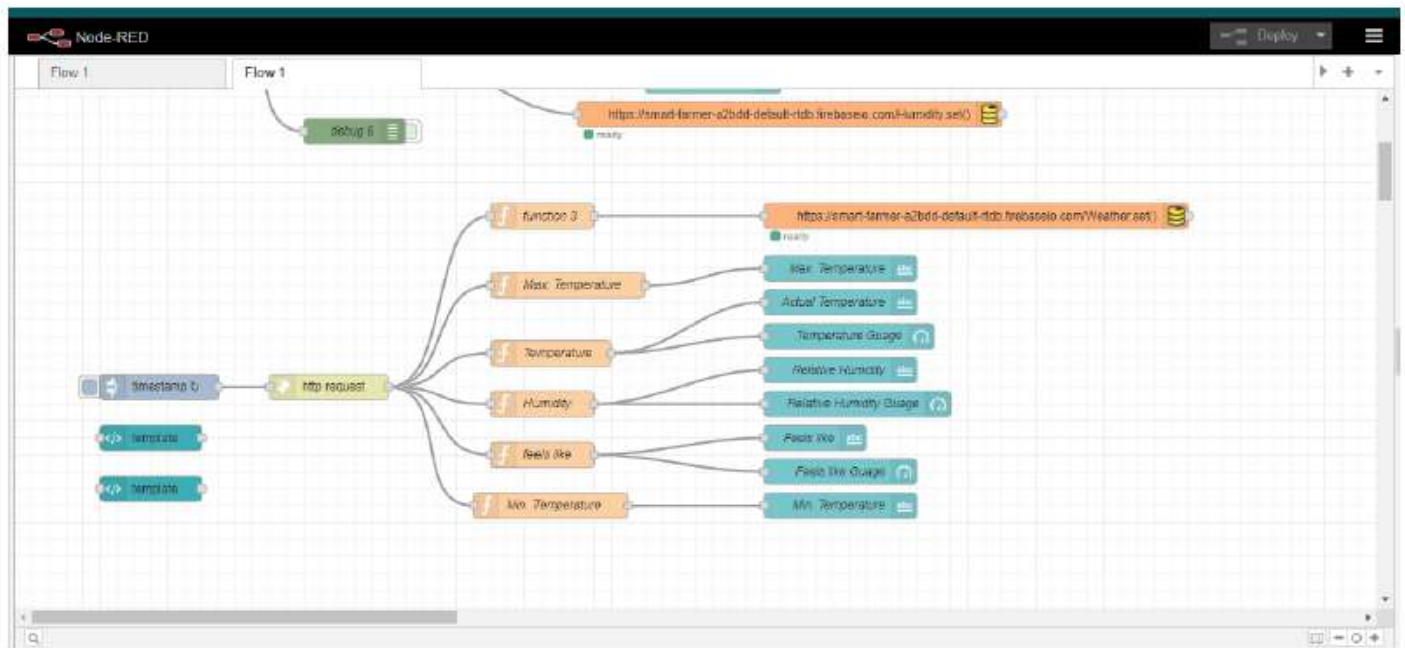 Node-RED
Deploy
Flow 1
Flow 1
debug 6
https://smart-farmer-a2bdd-default-rtdb.firebaseio.com/Humidity.set()
ready
function 3
https://smart-farmer-a2bdd-default-rtdb.firebaseio.com/Weather.set()
ready
Max. Temperature
Max. Temperature
Actual Temperature
Temperature Guage
Temperature
Relative Humidity
timestamp ↻
http request
Humidity
Relative Humidity Guage
template
Feels like
feels like
Feels like Guage
template
Min. Temperature
Min. Temperature